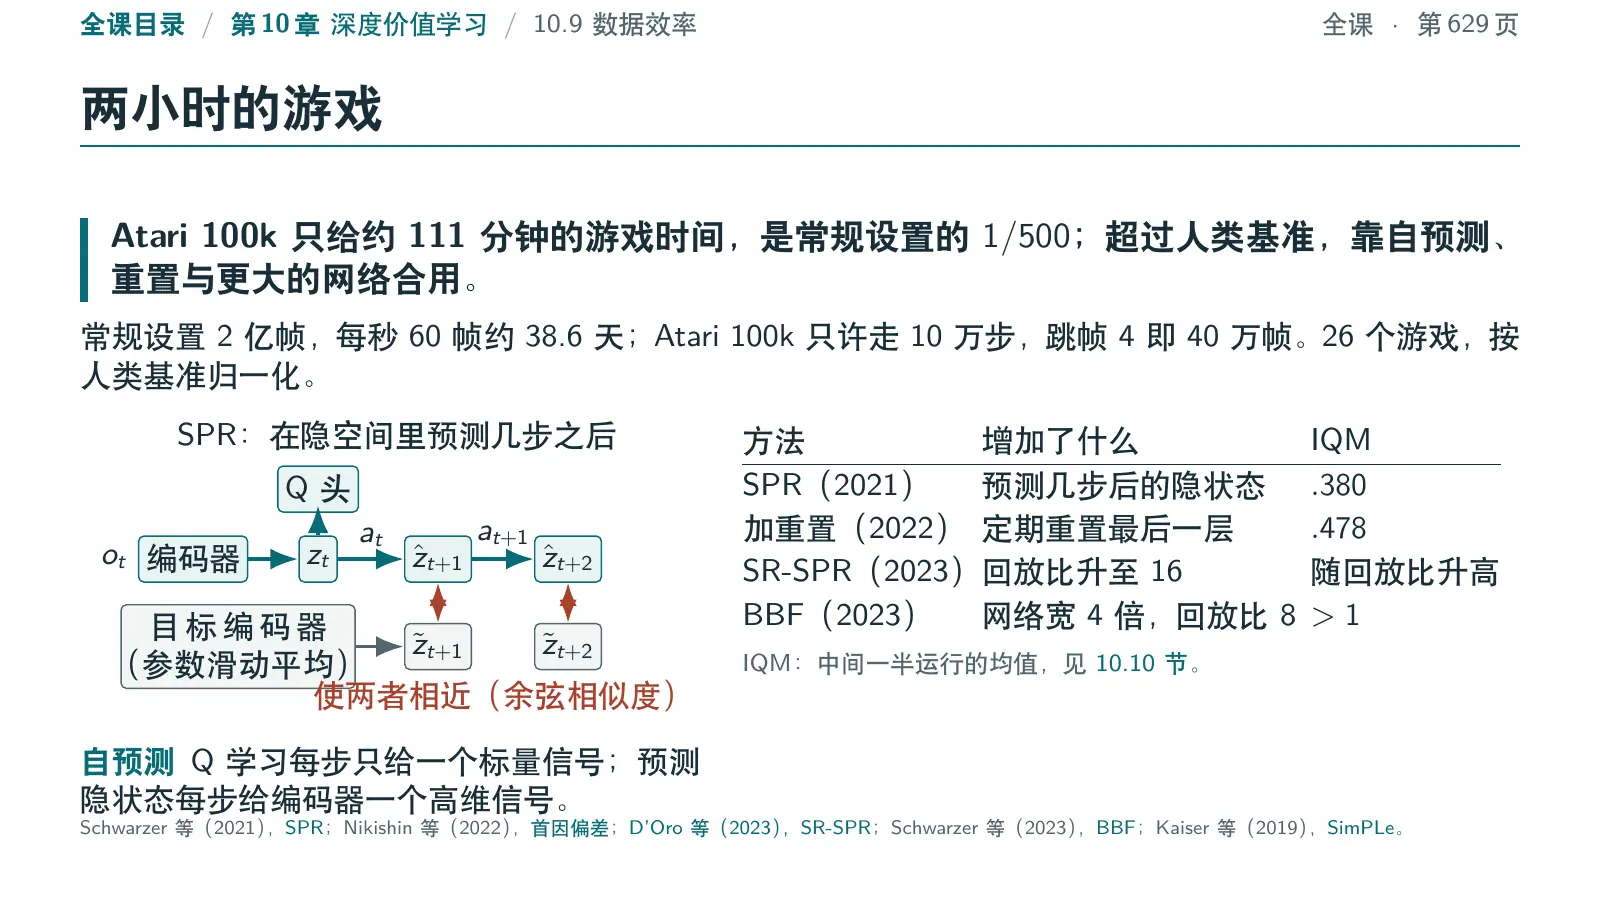 全课目录 / 第 10 章 深度价值学习 / 10.9 数据效率
全课 · 第 629 页
两小时的游戏
Atari 100k 只给约 111 分钟的游戏时间，是常规设置的 1/500；超过人类基准，靠自预测、
重置与更大的网络合用。
常规设置 2 亿帧，每秒 60 帧约 38.6 天；Atari 100k 只许走 10 万步，跳帧 4 即 40 万帧。26 个游戏，按
人类基准归一化。
SPR：在隐空间里预测几步之后
Q 头
o_t 编码器 z_t a_t ẑ_{t+1} a_{t+1} ẑ_{t+2}
目标编码器
（参数滑动平均） z̃_{t+1} z̃_{t+2}
使两者相近（余弦相似度）
自预测 Q 学习每步只给一个标量信号；预测
隐状态每步给编码器一个高维信号。
方法 增加了什么 IQM
SPR（2021） 预测几步后的隐状态 .380
加重置（2022） 定期重置最后一层 .478
SR-SPR（2023） 回放比升至 16 随回放比升高
BBF（2023） 网络宽 4 倍，回放比 8 > 1
IQM：中间一半运行的均值，见 10.10 节。
Schwarzer 等（2021），SPR；Nikishin 等（2022），首因偏差；D'Oro 等（2023），SR-SPR；Schwarzer 等（2023），BBF；Kaiser 等（2019），SimPLe。